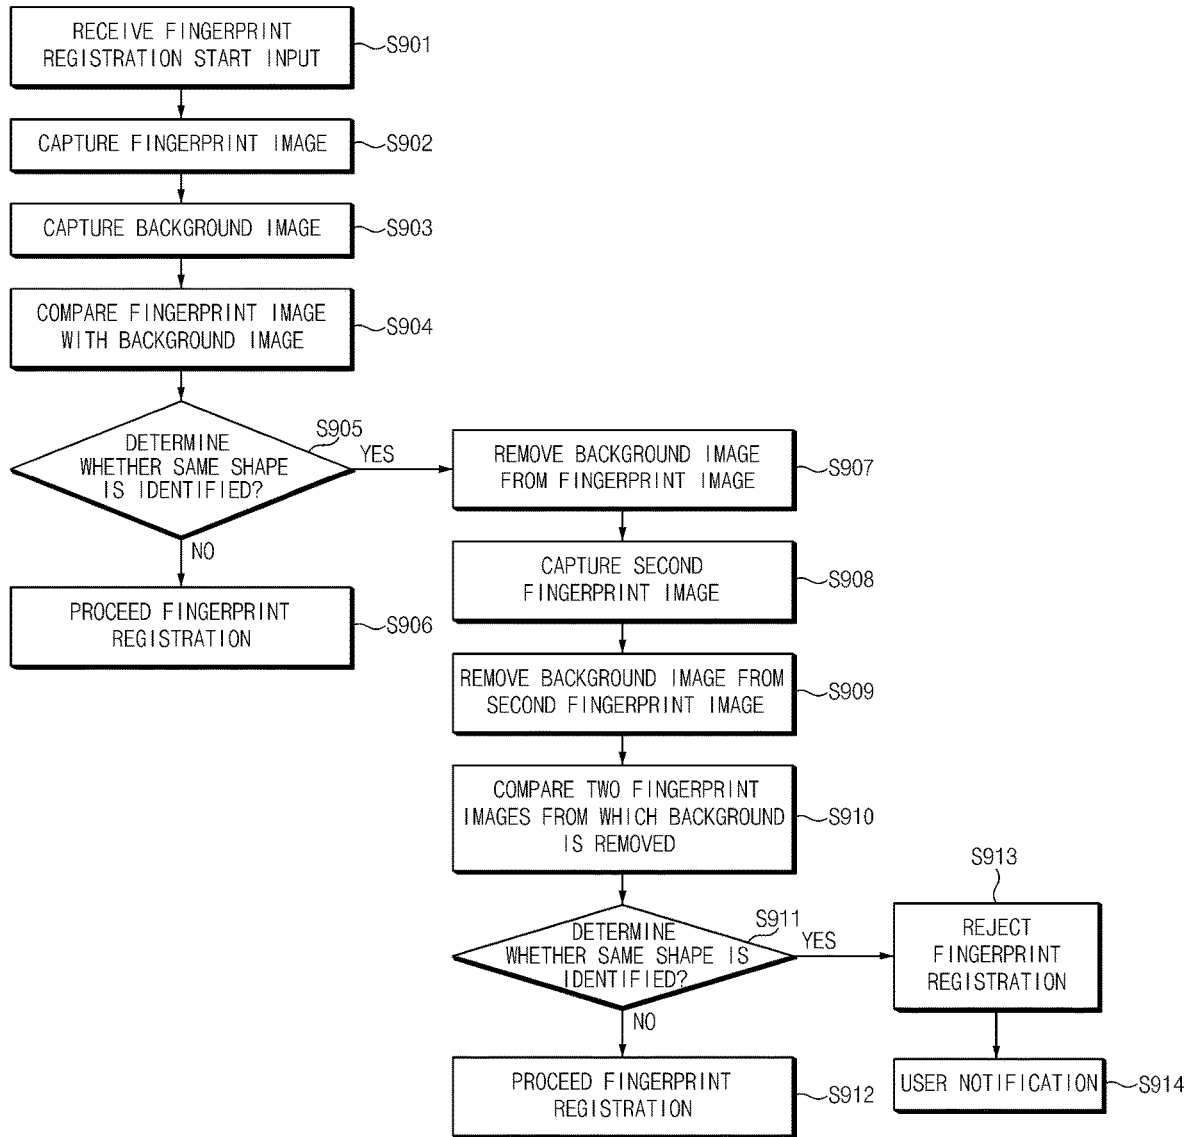 RECEIVE FINGERPRINT
REGISTRATION START INPUT
S901
CAPTURE FINGERPRINT IMAGE
S902
CAPTURE BACKGROUND IMAGE
S903
COMPARE FINGERPRINT IMAGE
WITH BACKGROUND IMAGE
S904
S905
DETERMINE
WHETHER SAME SHAPE
IS IDENTIFIED?
YES
NO
PROCEED FINGERPRINT
REGISTRATION
S906
REMOVE BACKGROUND IMAGE
FROM FINGERPRINT IMAGE
S907
CAPTURE SECOND
FINGERPRINT IMAGE
S908
REMOVE BACKGROUND IMAGE FROM
SECOND FINGERPRINT IMAGE
S909
COMPARE TWO FINGERPRINT
IMAGES FROM WHICH BACKGROUND
IS REMOVED
S910
S911
DETERMINE
WHETHER SAME SHAPE IS
IDENTIFIED?
YES
NO
PROCEED FINGERPRINT
REGISTRATION
S912
S913
REJECT
FINGERPRINT
REGISTRATION
USER NOTIFICATION
S914